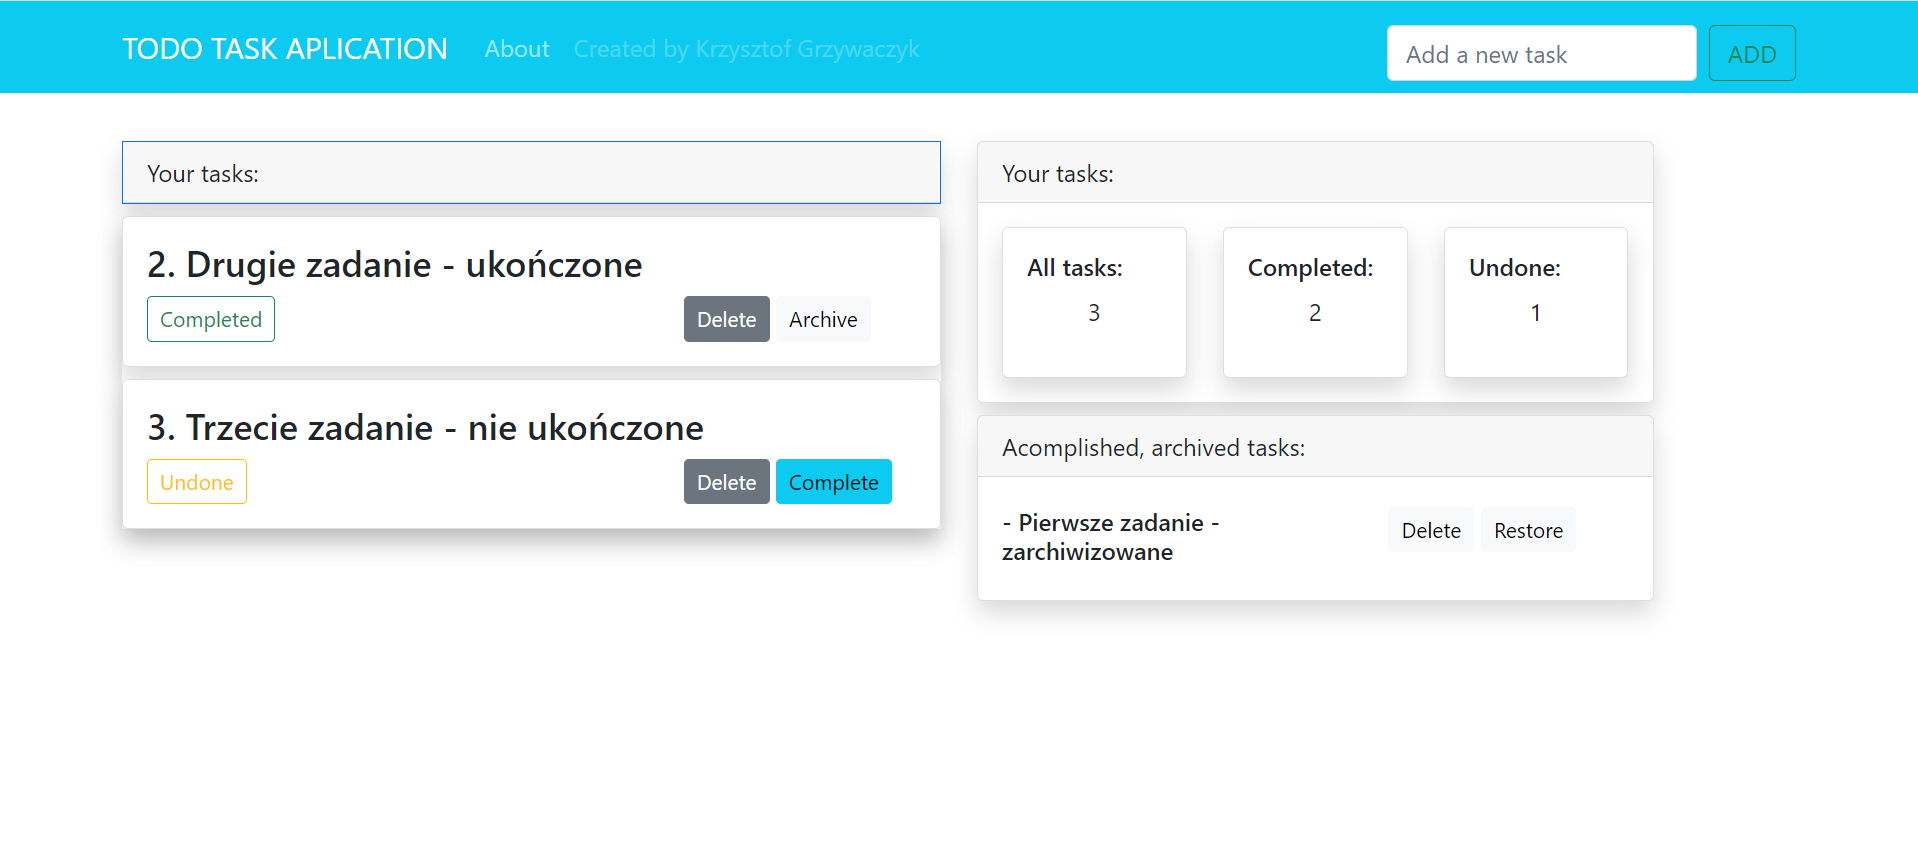 TODO TASK APLICATION About Created by Krzysztof Grzywaczyk Add a new task ADD
Your tasks:
2. Drugie zadanie - ukończone
Completed Delete Archive
3. Trzecie zadanie - nie ukończone
Undone Delete Complete
Your tasks:
All tasks: Completed: Undone:
3 2 1
Acomplished, archived tasks:
- Pierwsze zadanie - Delete Restore
zarchiwizowane